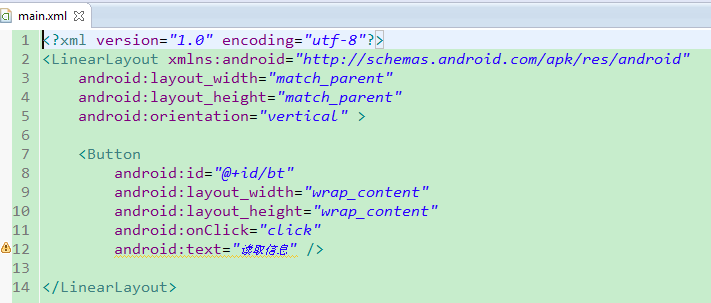 main.xml
1 <?xml version="1.0" encoding="utf-8"?>
2 <LinearLayout xmlns:android="http://schemas.android.com/apk/res/android"
3     android:layout_width="match_parent"
4     android:layout_height="match_parent"
5     android:orientation="vertical" >
6
7     <Button
8         android:id="@+id/bt"
9         android:layout_width="wrap_content"
10         android:layout_height="wrap_content"
11         android:onClick="click"
12         android:text="读取信息" />
13
14 </LinearLayout>